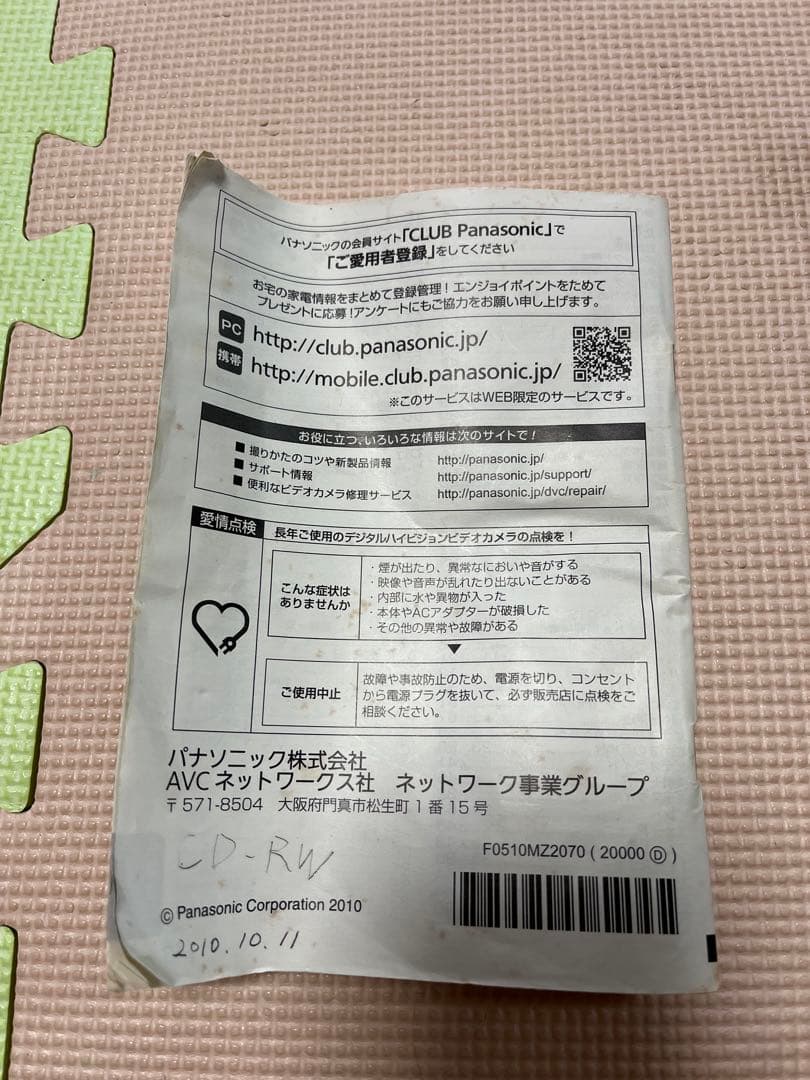 パナソニックの会員サイト「CLUB Panasonic」で
「ご愛用者登録」をしてください
お宅の家電情報をまとめて登録管理！エンジョイポイントをためて
プレゼントに応募！アンケートにもご協力をお願い申し上げます。
PC http://club.panasonic.jp/
携帯 http://mobile.club.panasonic.jp/
※このサービスはWEB限定のサービスです。
お役に立つ、いろいろな情報は次のサイトで！
■ 撮りかたのコツや新製品情報 http://panasonic.jp/
■ サポート情報 http://panasonic.jp/support/
■ 便利なビデオカメラ修理サービス http://panasonic.jp/dvc/repair/
愛情点検 長年ご使用のデジタルハイビジョンビデオカメラの点検を！
こんな症状は
ありませんか
・煙が出たり、異常なにおいや音がする
・映像や音声が乱れたり出ないことがある
・内部に水や異物が入った
・本体やACアダプターが破損した
・その他の異常や故障がある
▼
ご使用中止
故障や事故防止のため、電源を切り、コンセント
から電源プラグを抜いて、必ず販売店に点検をご
相談ください。
パナソニック株式会社
AVCネットワークス社 ネットワーク事業グループ
〒571-8504 大阪府門真市松生町1番15号
CD-RW
F0510MZ2070 ( 20000 Ⓓ )
© Panasonic Corporation 2010
2010.10.11